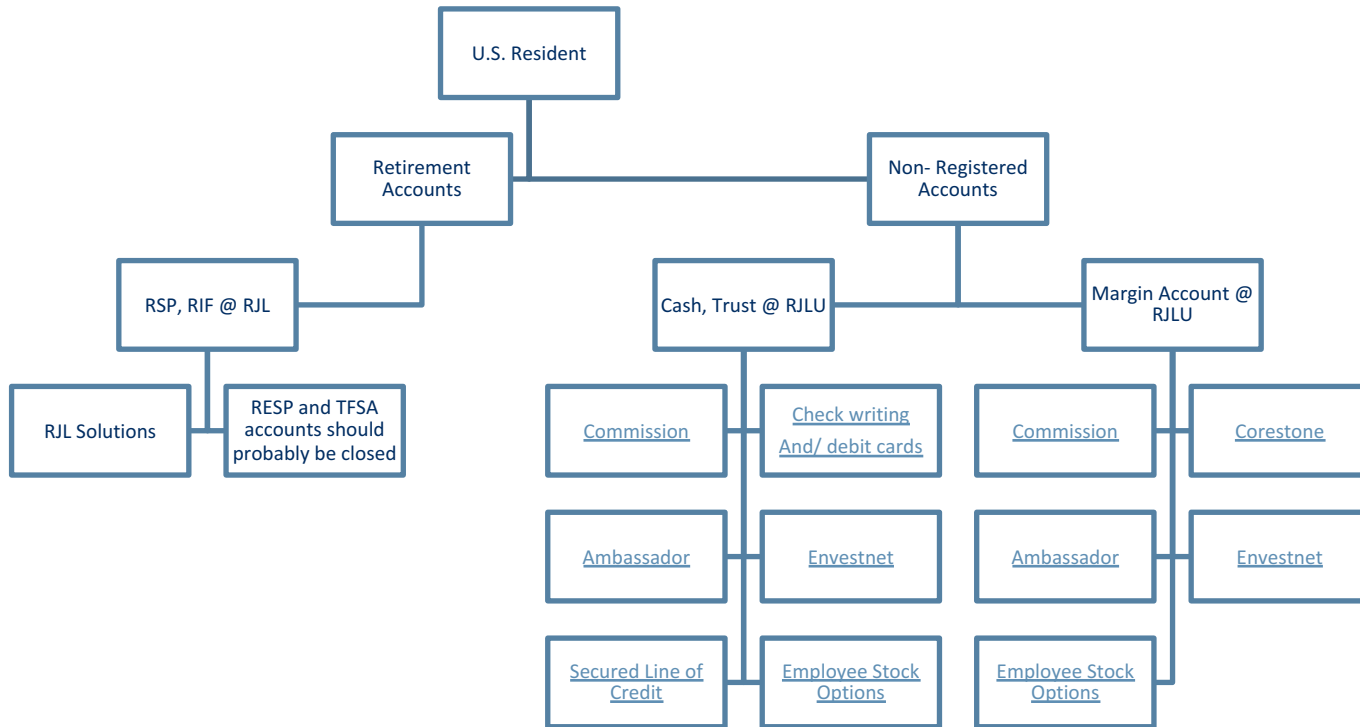 U.S. Resident
Retirement
Accounts
Non- Registered
Accounts
RSP, RIF @ RJL
Cash, Trust @ RJLU
Margin Account @
RJLU
RJL Solutions
RESP and TFSA
accounts should
probably be closed
Commission
Check writing
And/ debit cards
Commission
Corestone
Ambassador
Envestnet
Ambassador
Envestnet
Secured Line of
Credit
Employee Stock
Options
Employee Stock
Options